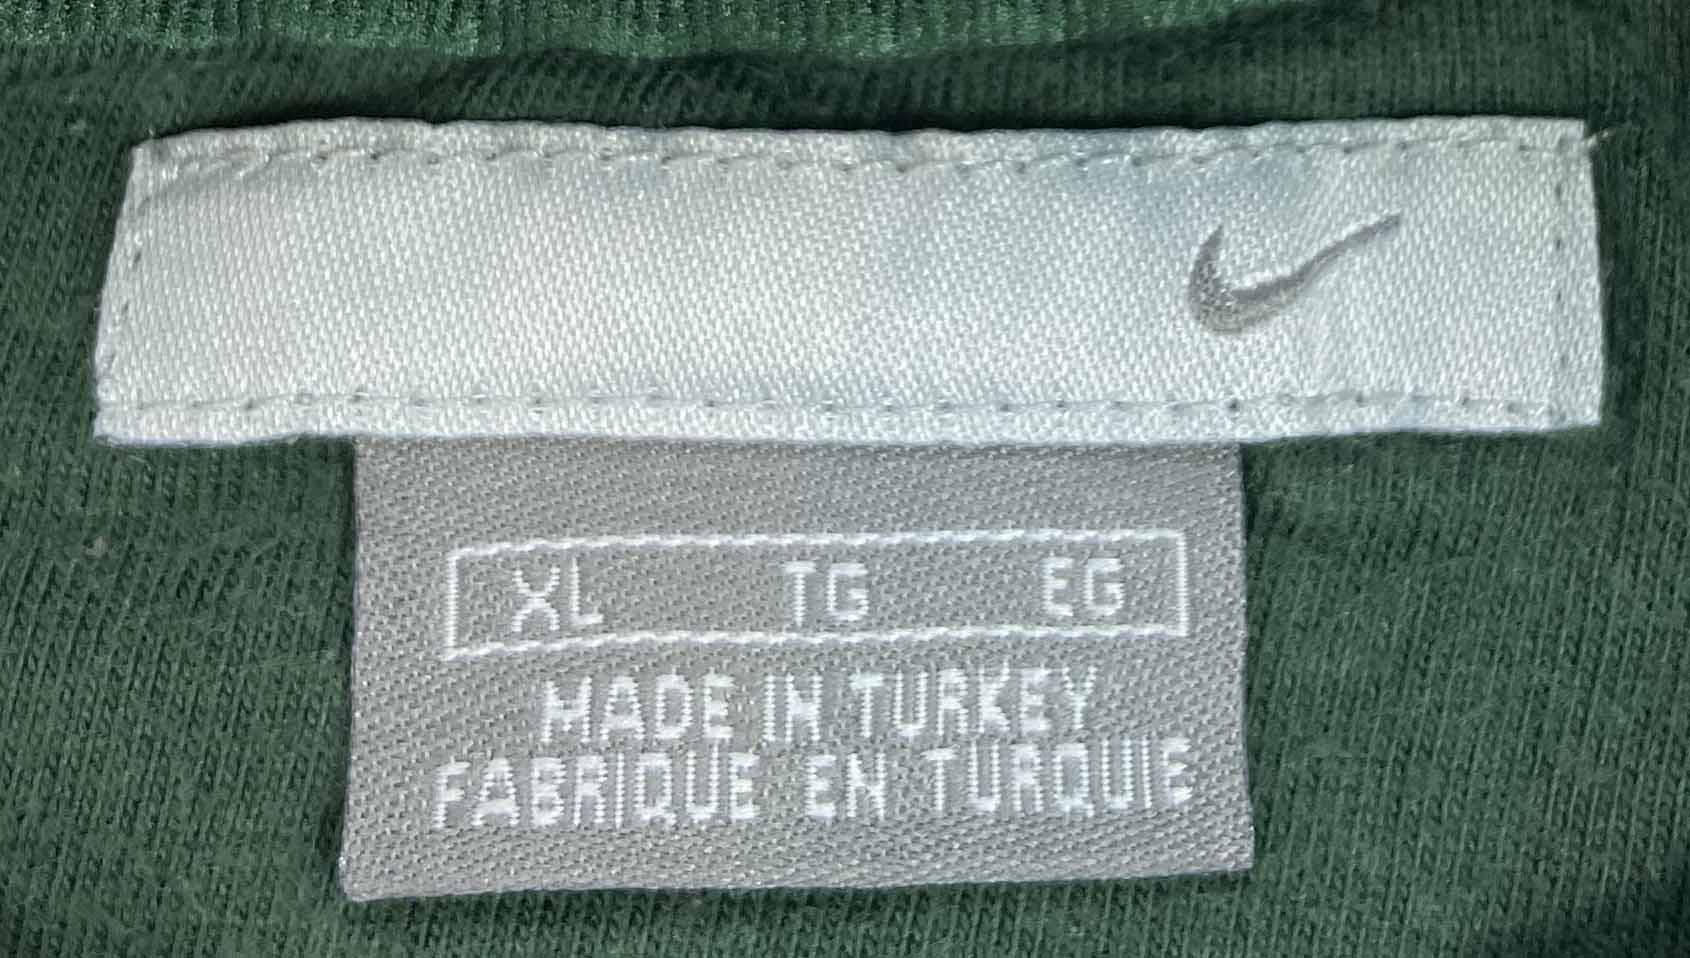 XL TG EG
MADE IN TURKEY
FABRIQUE EN TURQUIE